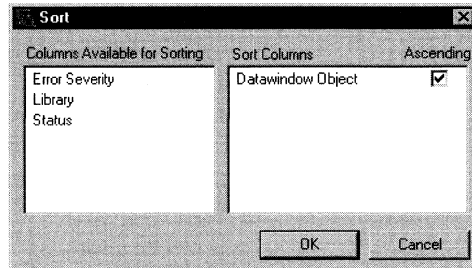 Sort
Columns Available for Sorting
Sort Columns
Ascending
Error Severity
Library
Status
Datawindow Object
OK
Cancel